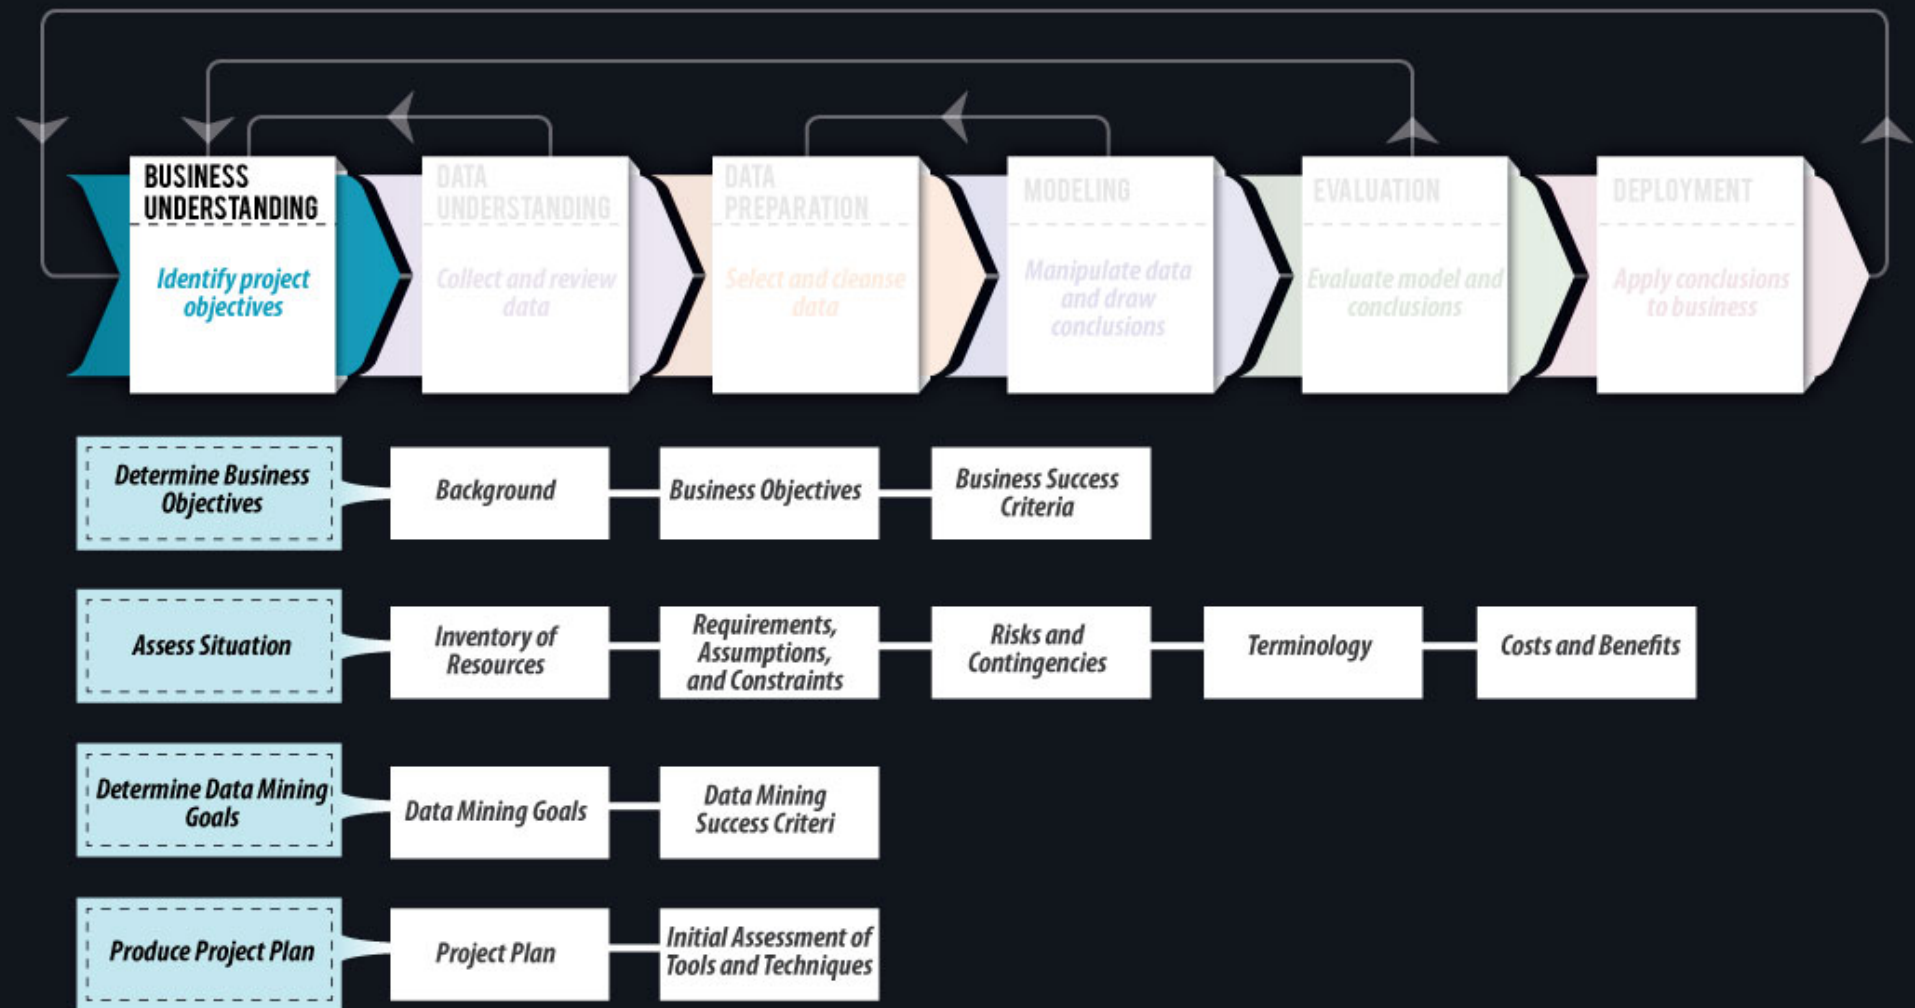 BUSINESS
UNDERSTANDING
Identify project
objectives
DATA
UNDERSTANDING
Collect and review
data
DATA
PREPARATION
Select and cleanse
data
MODELING
Manipulate data
and draw
conclusions
EVALUATION
Evaluate model and
conclusions
DEPLOYMENT
Apply conclusions
to business
Determine Business
Objectives
Background
Business Objectives
Business Success
Criteria
Assess Situation
Inventory of
Resources
Requirements,
Assumptions,
and Constraints
Risks and
Contingencies
Terminology
Costs and Benefits
Determine Data Mining
Goals
Data Mining Goals
Data Mining
Success Criteri
Produce Project Plan
Project Plan
Initial Assessment of
Tools and Techniques